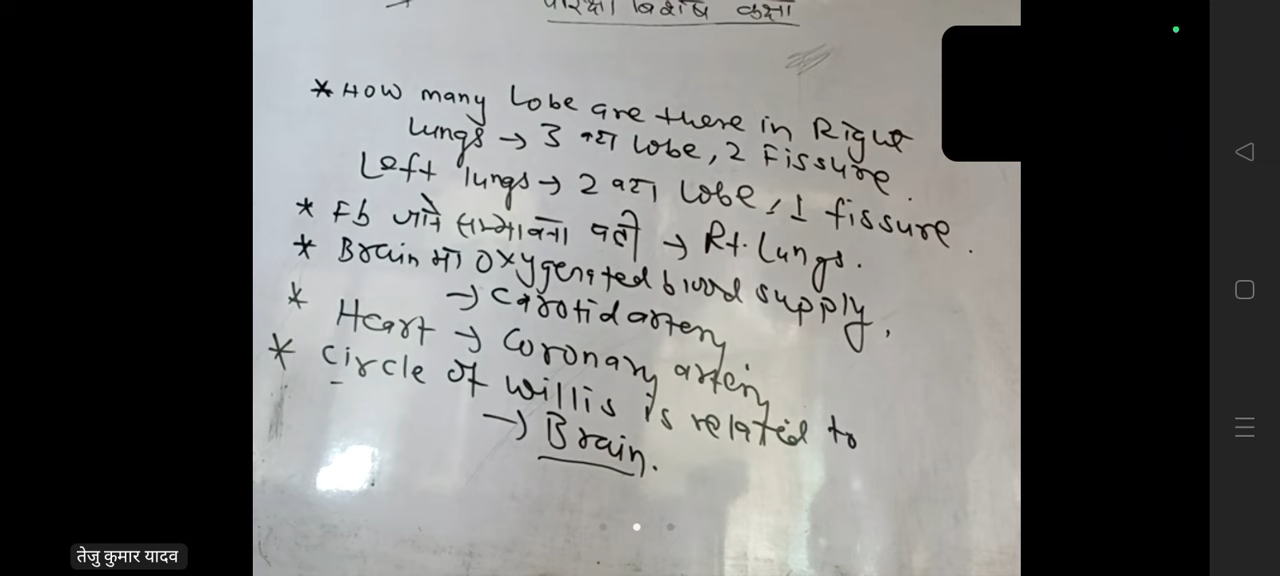 परिक्षा विशेष कक्षा
* How many Lobe are there in Right
Lungs → 3 वटा Lobe, 2 Fissure
Left lungs → 2 वटा Lobe, 1 fissure.
* Fb जाने सम्भावना बढी → Rt. Lungs.
* Brain मा oxygenated blood supply,
→ Carotid artery
* Heart → Coronary artery
* Circle of Willis is related to
→ Brain.
तेजु कुमार यादव